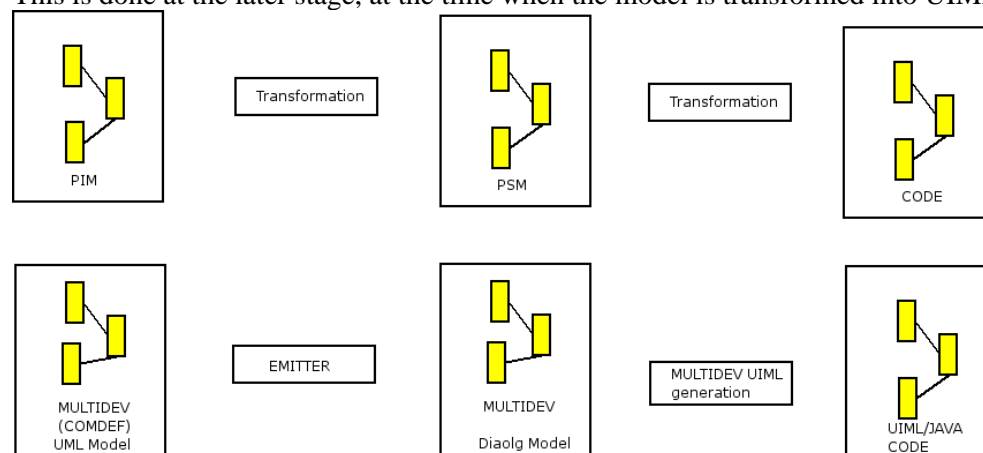 This is done at the later stage, at the time when the model is transformed into UIML
Transformation
Transformation
PIM
PSM
CODE
EMITTER
MULTIDEV UIML
generation
MULTIDEV
(COMDEF)
UML Model
MULTIDEV
Diaolg Model
UIML/JAVA
CODE